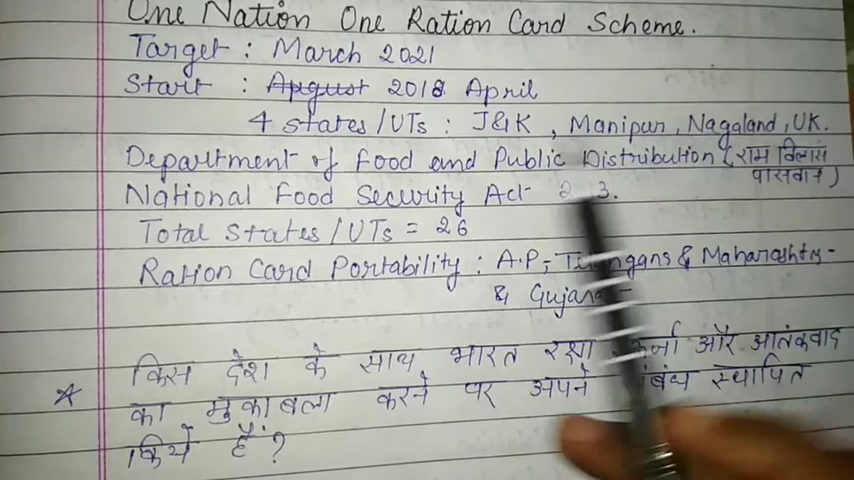 One Nation One Ration Card Scheme.
Target : March 2021
Start : August 2018 April
4 states/UTs : J&K, Manipur, Nagaland, UK.
Department of Food and Public Distribution (राम विलास पासवान)
National Food Security Act 3.
Total States/UTs = 26
Ration Card Portability : A.P, & Maharashtra
& Gujarat
किस देश के साथ भारत रक्षा और आतंकवाद
का मुकाबला करने पर अपने स्थापित
किये हैं?